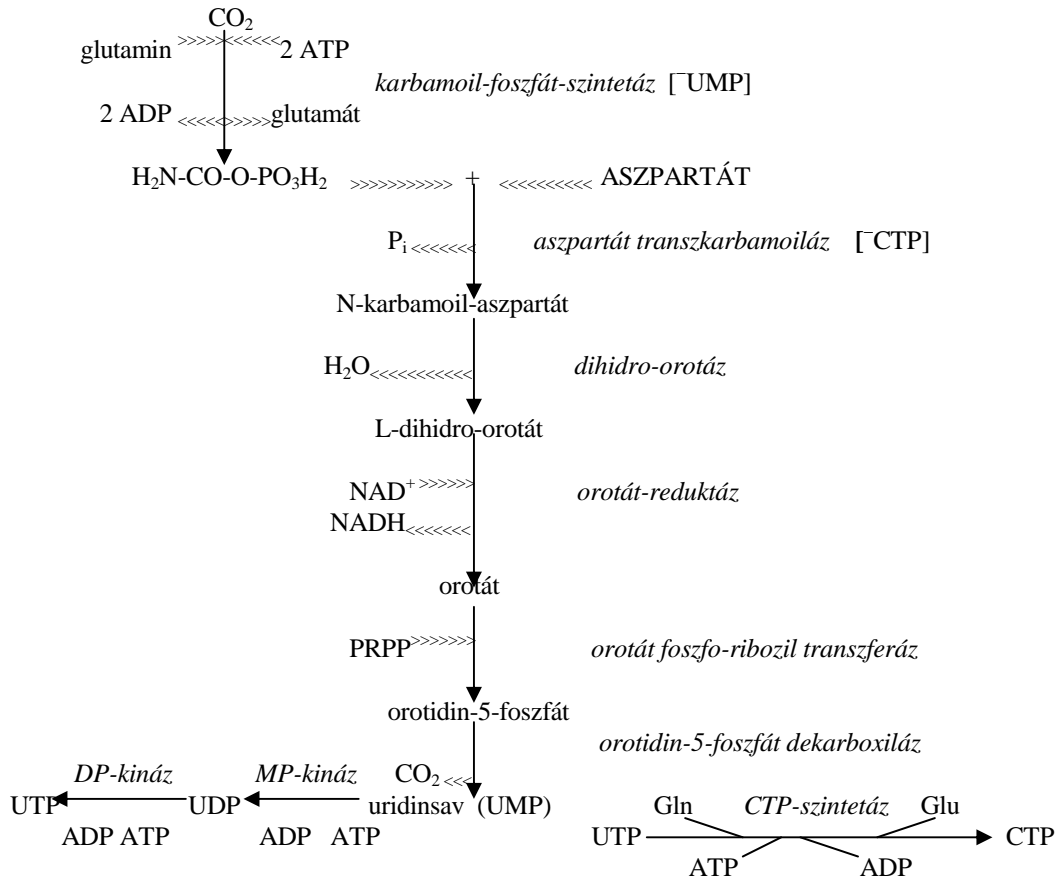 CO₂
glutamin >>>>><<<<<< 2 ATP
karbamoil-foszfát-szintetáz [¯UMP]
2 ADP <<<<<>>>>>> glutamát
H₂N-CO-O-PO₃H₂ >>>>>>>>>>> + <<<<<<<<<< ASZPARTÁT
Pᵢ <<<<<<< aszpartát transzkarbamoiláz [¯CTP]
N-karbamoil-aszpartát
H₂O <<<<<<<<<<< dihidro-orotáz
L-dihidro-orotát
NAD⁺ >>>>>> orotát-reduktáz
NADH <<<<<<<
orotát
PRPP >>>>>>> orotát foszfo-ribozil transzferáz
orotidin-5-foszfát
orotidin-5-foszfát dekarboxiláz
DP-kináz MP-kináz CO₂ <<<
UTP UDP uridinsav (UMP)
ADP ATP ADP ATP
Gln CTP-szintetáz Glu
UTP CTP
ATP ADP